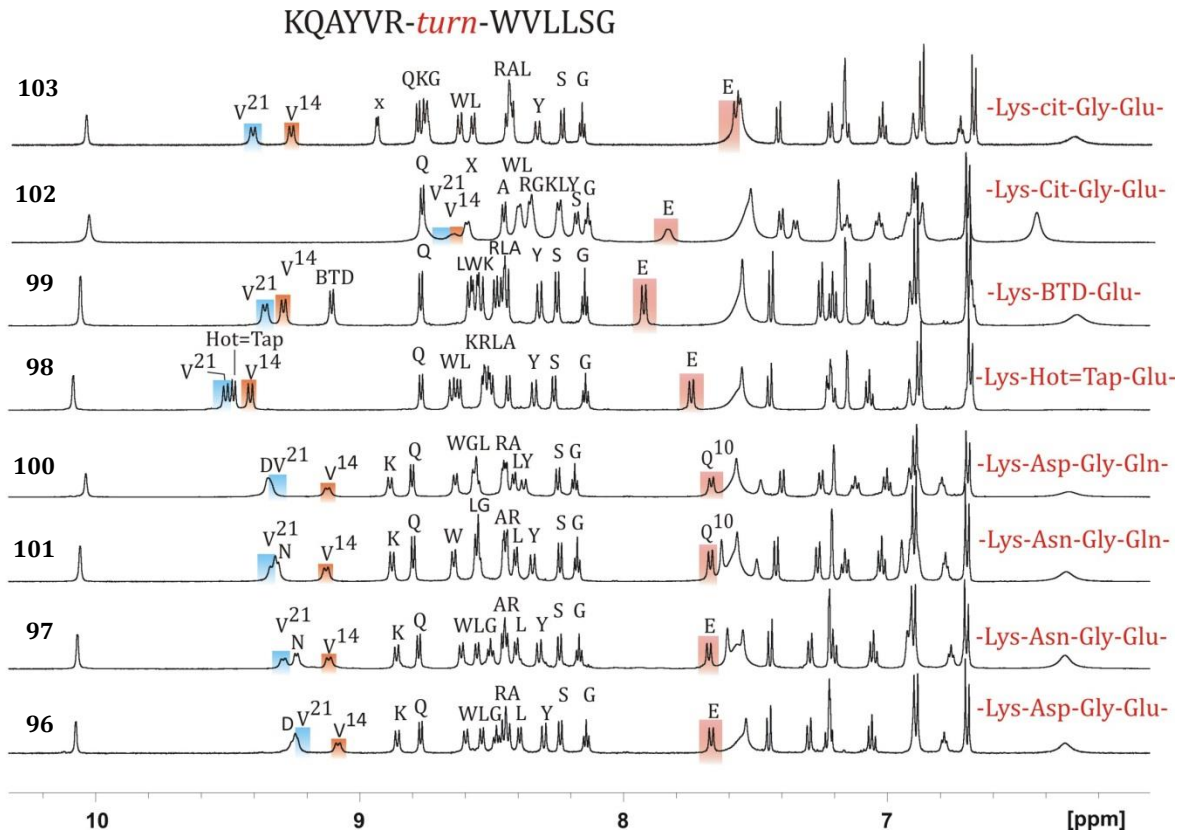 KQAYVR-turn-WVLLSG
103 V21 V14 x QKG WL RAL Y S G E -Lys-cit-Gly-Glu-
102 Q V21 V14 X A WL RGKLY S G E -Lys-Cit-Gly-Glu-
99 V21 V14 BTD Q LWK RLA Y S G E -Lys-BTD-Glu-
98 V21 Hot=Tap V14 Q WL KRLA Y S G E -Lys-Hot=Tap-Glu-
100 DV21 V14 K Q WGL RA LY S G Q10 -Lys-Asp-Gly-Gln-
101 V21 N V14 K Q W LG AR L Y S G Q10 -Lys-Asn-Gly-Gln-
97 V21 N V14 K Q WLG AR L Y S G E -Lys-Asn-Gly-Glu-
96 D V21 V14 K Q WLG RA L Y S G E -Lys-Asp-Gly-Glu-
10 9 8 7 [ppm]